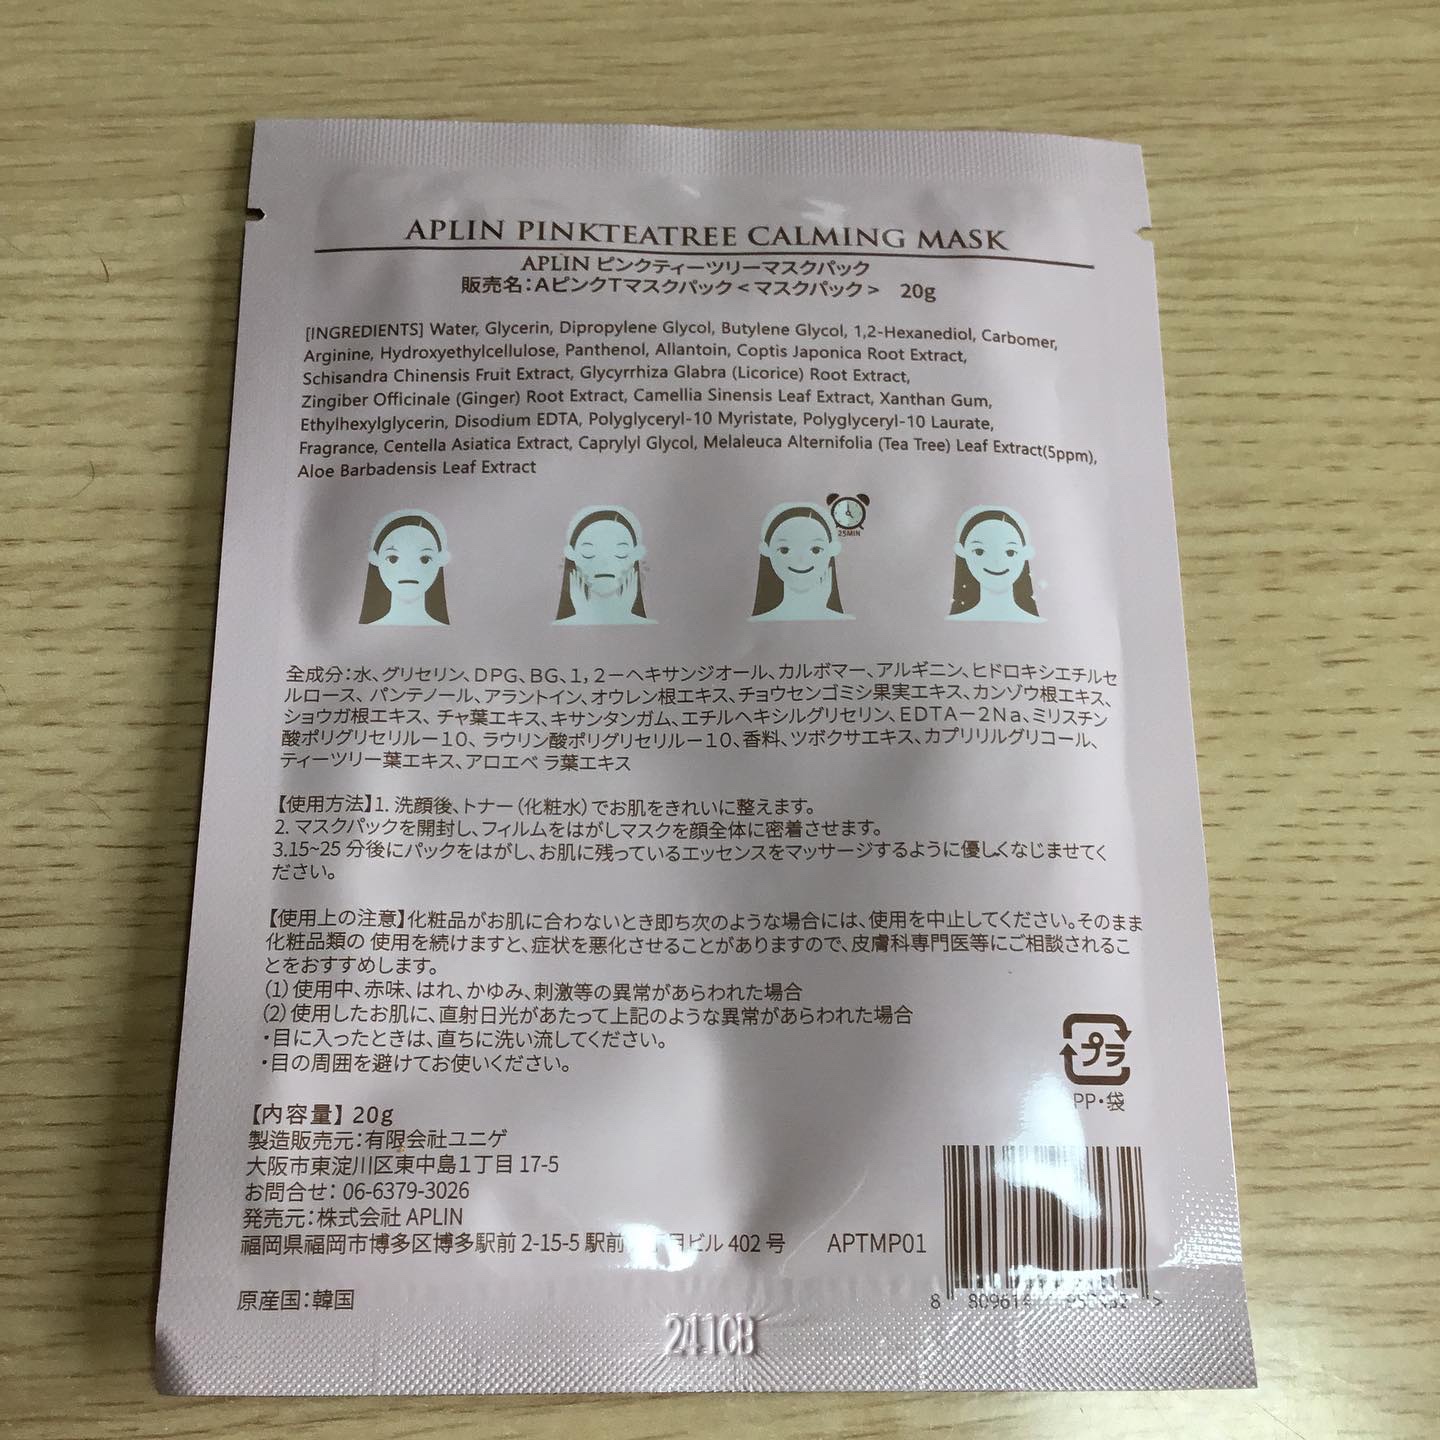 APLIN PINKTEATREE CALMING MASK
APLIN ピンクティーツリーマスクパック
販売名：AピンクTマスクパック＜マスクパック＞ 20g
[INGREDIENTS] Water, Glycerin, Dipropylene Glycol, Butylene Glycol, 1,2-Hexanediol, Carbomer,
Arginine, Hydroxyethylcellulose, Panthenol, Allantoin, Coptis Japonica Root Extract,
Schisandra Chinensis Fruit Extract, Glycyrrhiza Glabra (Licorice) Root Extract,
Zingiber Officinale (Ginger) Root Extract, Camellia Sinensis Leaf Extract, Xanthan Gum,
Ethylhexylglycerin, Disodium EDTA, Polyglyceryl-10 Myristate, Polyglyceryl-10 Laurate,
Fragrance, Centella Asiatica Extract, Caprylyl Glycol, Melaleuca Alternifolia (Tea Tree) Leaf Extract(5ppm),
Aloe Barbadensis Leaf Extract
25MIN
全成分：水、グリセリン、DPG、BG、1,2－ヘキサンジオール、カルボマー、アルギニン、ヒドロキシエチルセ
ルロース、パンテノール、アラントイン、オウレン根エキス、チョウセンゴミシ果実エキス、カンゾウ根エキス、
ショウガ根エキス、チャ葉エキス、キサンタンガム、エチルヘキシルグリセリン、EDTA－2Na、ミリスチン
酸ポリグリセリルー10、ラウリン酸ポリグリセリルー10、香料、ツボクサエキス、カプリリルグリコール、
ティーツリー葉エキス、アロエベ ラ葉エキス
【使用方法】1. 洗顔後、トナー（化粧水）でお肌をきれいに整えます。
2. マスクパックを開封し、フィルムをはがしマスクを顔全体に密着させます。
3.15~25 分後にパックをはがし、お肌に残っているエッセンスをマッサージするように優しくなじませてく
ださい。
【使用上の注意】化粧品がお肌に合わないとき即ち次のような場合には、使用を中止してください。そのまま
化粧品類の 使用を続けますと、症状を悪化させることがありますので、皮膚科専門医等にご相談されるこ
とをおすすめします。
(1) 使用中、赤味、はれ、かゆみ、刺激等の異常があらわれた場合
(2) 使用したお肌に、直射日光があたって上記のような異常があらわれた場合
・目に入ったときは、直ちに洗い流してください。
・目の周囲を避けてお使いください。
プラ
PP・袋
【内容量】20g
製造販売元：有限会社ユニゲ
大阪市東淀川区東中島1丁目 17-5
お問合せ： 06-6379-3026
発売元：株式会社 APLIN
福岡県福岡市博多区博多駅前 2-15-5 駅前 目ビル 402 号 APTMP01
原産国：韓国
8 >
241CB